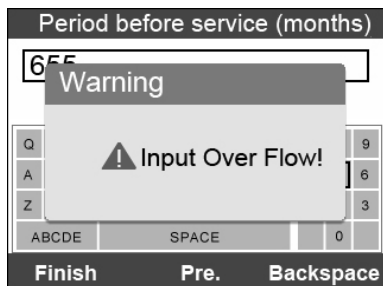 Period before service (months)
655
Warning
Input Over Flow!
Q 9
A 6
Z 3
ABCDE SPACE 0
Finish Pre. Backspace